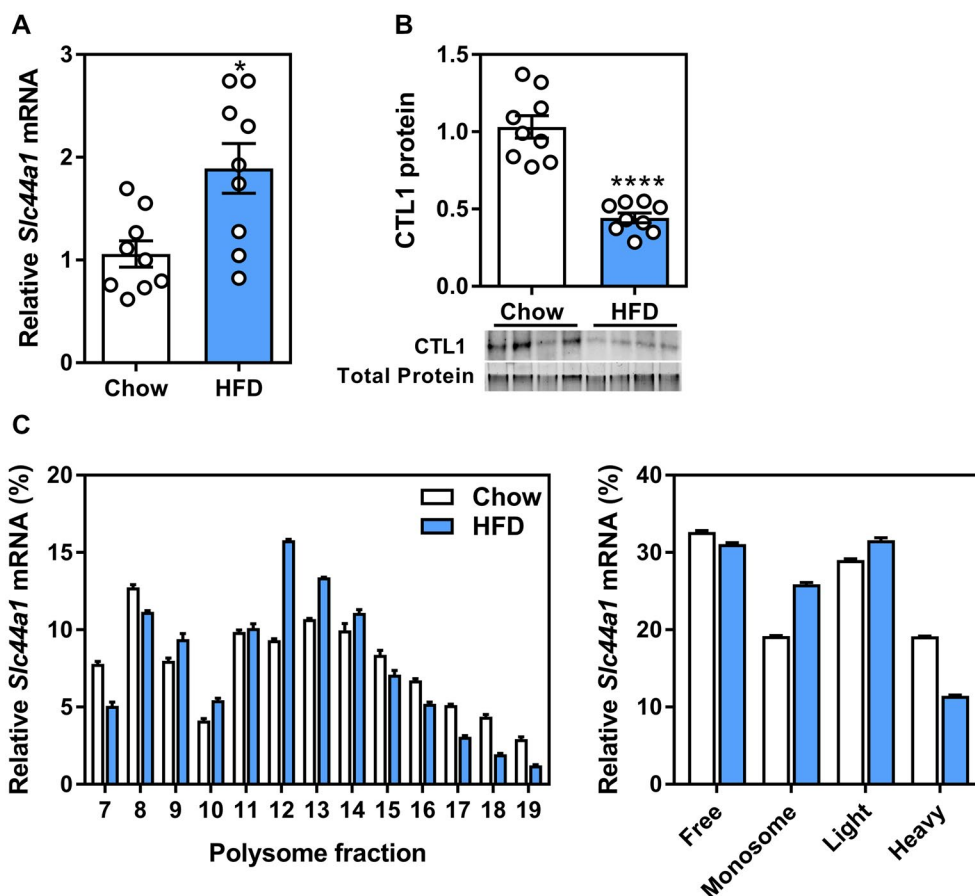 A
Relative Slc44a1 mRNA
3
2
1
0
*
Chow
HFD
B
CTL1 protein
1.5
1.0
0.5
0.0
****
Chow
HFD
CTL1
Total Protein
C
Relative Slc44a1 mRNA (%)
20
15
10
5
0
Chow
HFD
7 8 9 10 11 12 13 14 15 16 17 18 19
Polysome fraction
Relative Slc44a1 mRNA (%)
40
30
20
10
0
Free
Monosome
Light
Heavy